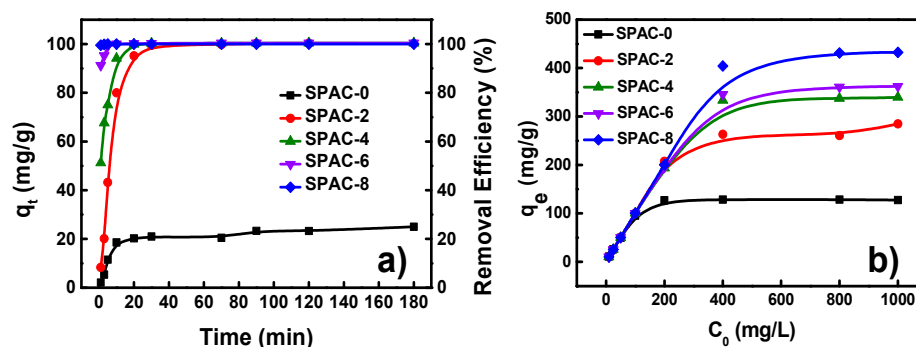 100
80
60
40
20
0
q_t (mg/g)
0 20 40 60 80 100 120 140 160 180
Time (min)
100
80
60
40
20
0
Removal Efficiency (%)
SPAC-0
SPAC-2
SPAC-4
SPAC-6
SPAC-8
a)
500
400
300
200
100
0
q_e (mg/g)
0 200 400 600 800 1000
C_0 (mg/L)
SPAC-0
SPAC-2
SPAC-4
SPAC-6
SPAC-8
b)